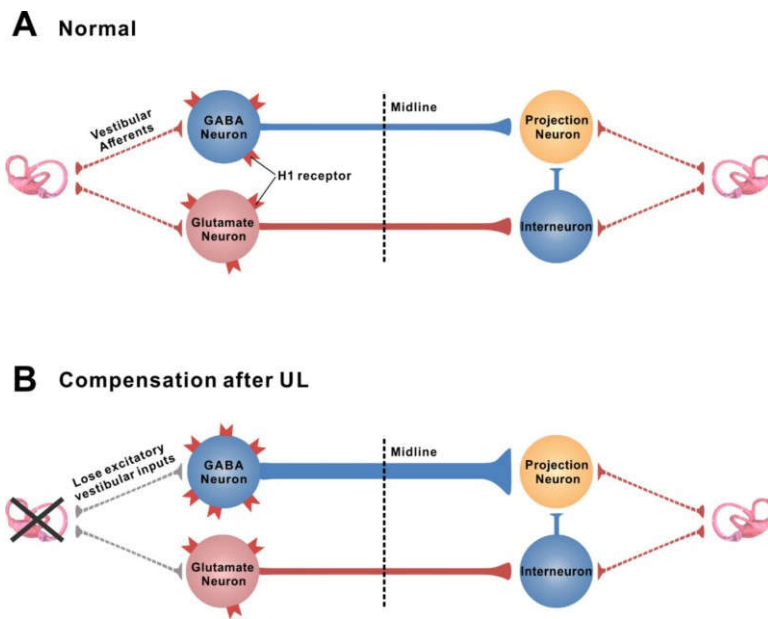 A Normal
Vestibular
Afferents
GABA
Neuron
Midline
Projection
Neuron
H1 receptor
Glutamate
Neuron
Interneuron
B Compensation after UL
Lose excitatory
vestibular inputs
GABA
Neuron
Midline
Projection
Neuron
Glutamate
Neuron
Interneuron